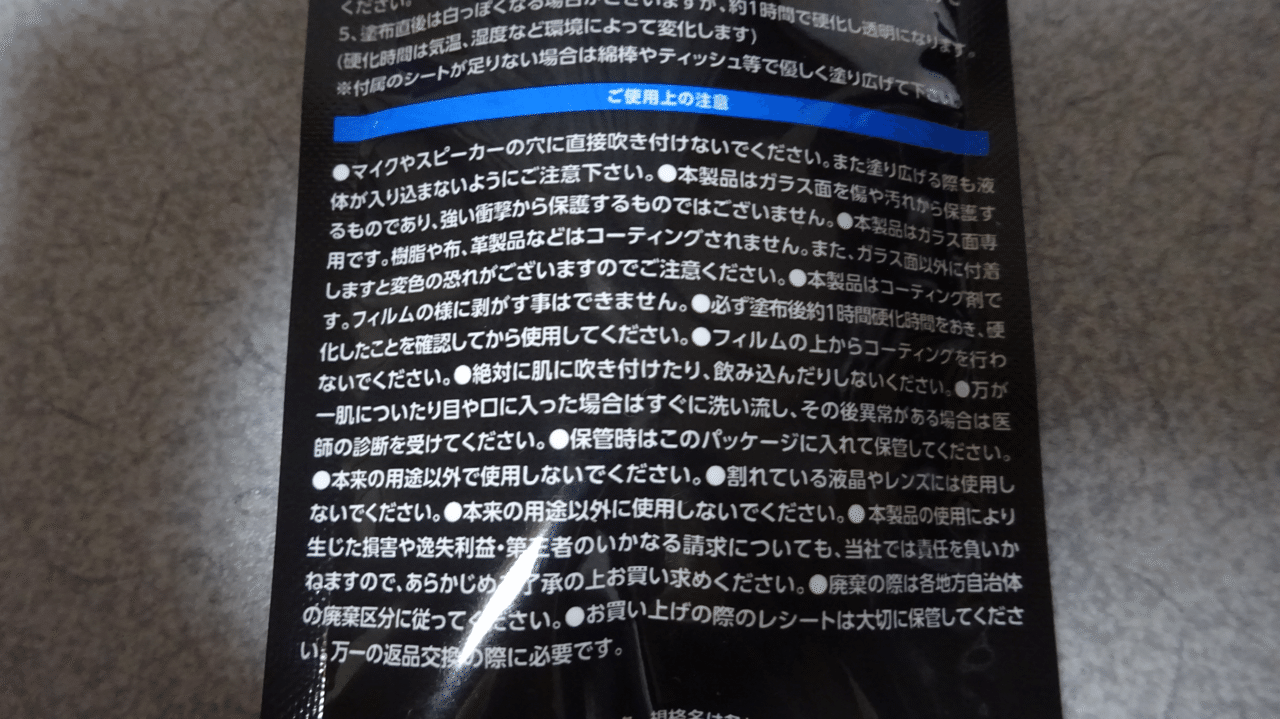 ください。
5、塗布直後は白っぽくなる場合がございますが、約1時間で硬化し透明になります。
(硬化時間は気温、湿度など環境によって変化します)
※付属のシートが足りない場合は綿棒やティッシュ等で優しく塗り広げて下さい。
ご使用上の注意
●マイクやスピーカーの穴に直接吹き付けないでください。また塗り広げる際も液
体が入り込まないようにご注意下さい。●本製品はガラス面を傷や汚れから保護す
るものであり、強い衝撃から保護するものではございません。●本製品はガラス面専
用です。樹脂や布、革製品などはコーティングされません。また、ガラス面以外に付着
しますと変色の恐れがございますのでご注意ください。●本製品はコーティング剤で
す。フィルムの様に剥がす事はできません。●必ず塗布後約1時間硬化時間をおき、硬
化したことを確認してから使用してください。●フィルムの上からコーティングを行わ
ないでください。●絶対に肌に吹き付けたり、飲み込んだりしないください。●万が
一肌についたり目や口に入った場合はすぐに洗い流し、その後異常がある場合は医
師の診断を受けてください。●保管時はこのパッケージに入れて保管してください。
●本来の用途以外で使用しないでください。●割れている液晶やレンズには使用し
ないでください。●本来の用途以外に使用しないでください。●本製品の使用により
生じた損害や逸失利益・第三者のいかなる請求についても、当社では責任を負いか
ねますので、あらかじめご了承の上お買い求めください。●廃棄の際は各地方自治体
の廃棄区分に従ってください。●お買い上げの際のレシートは大切に保管してくださ
い。万一の返品交換の際に必要です。